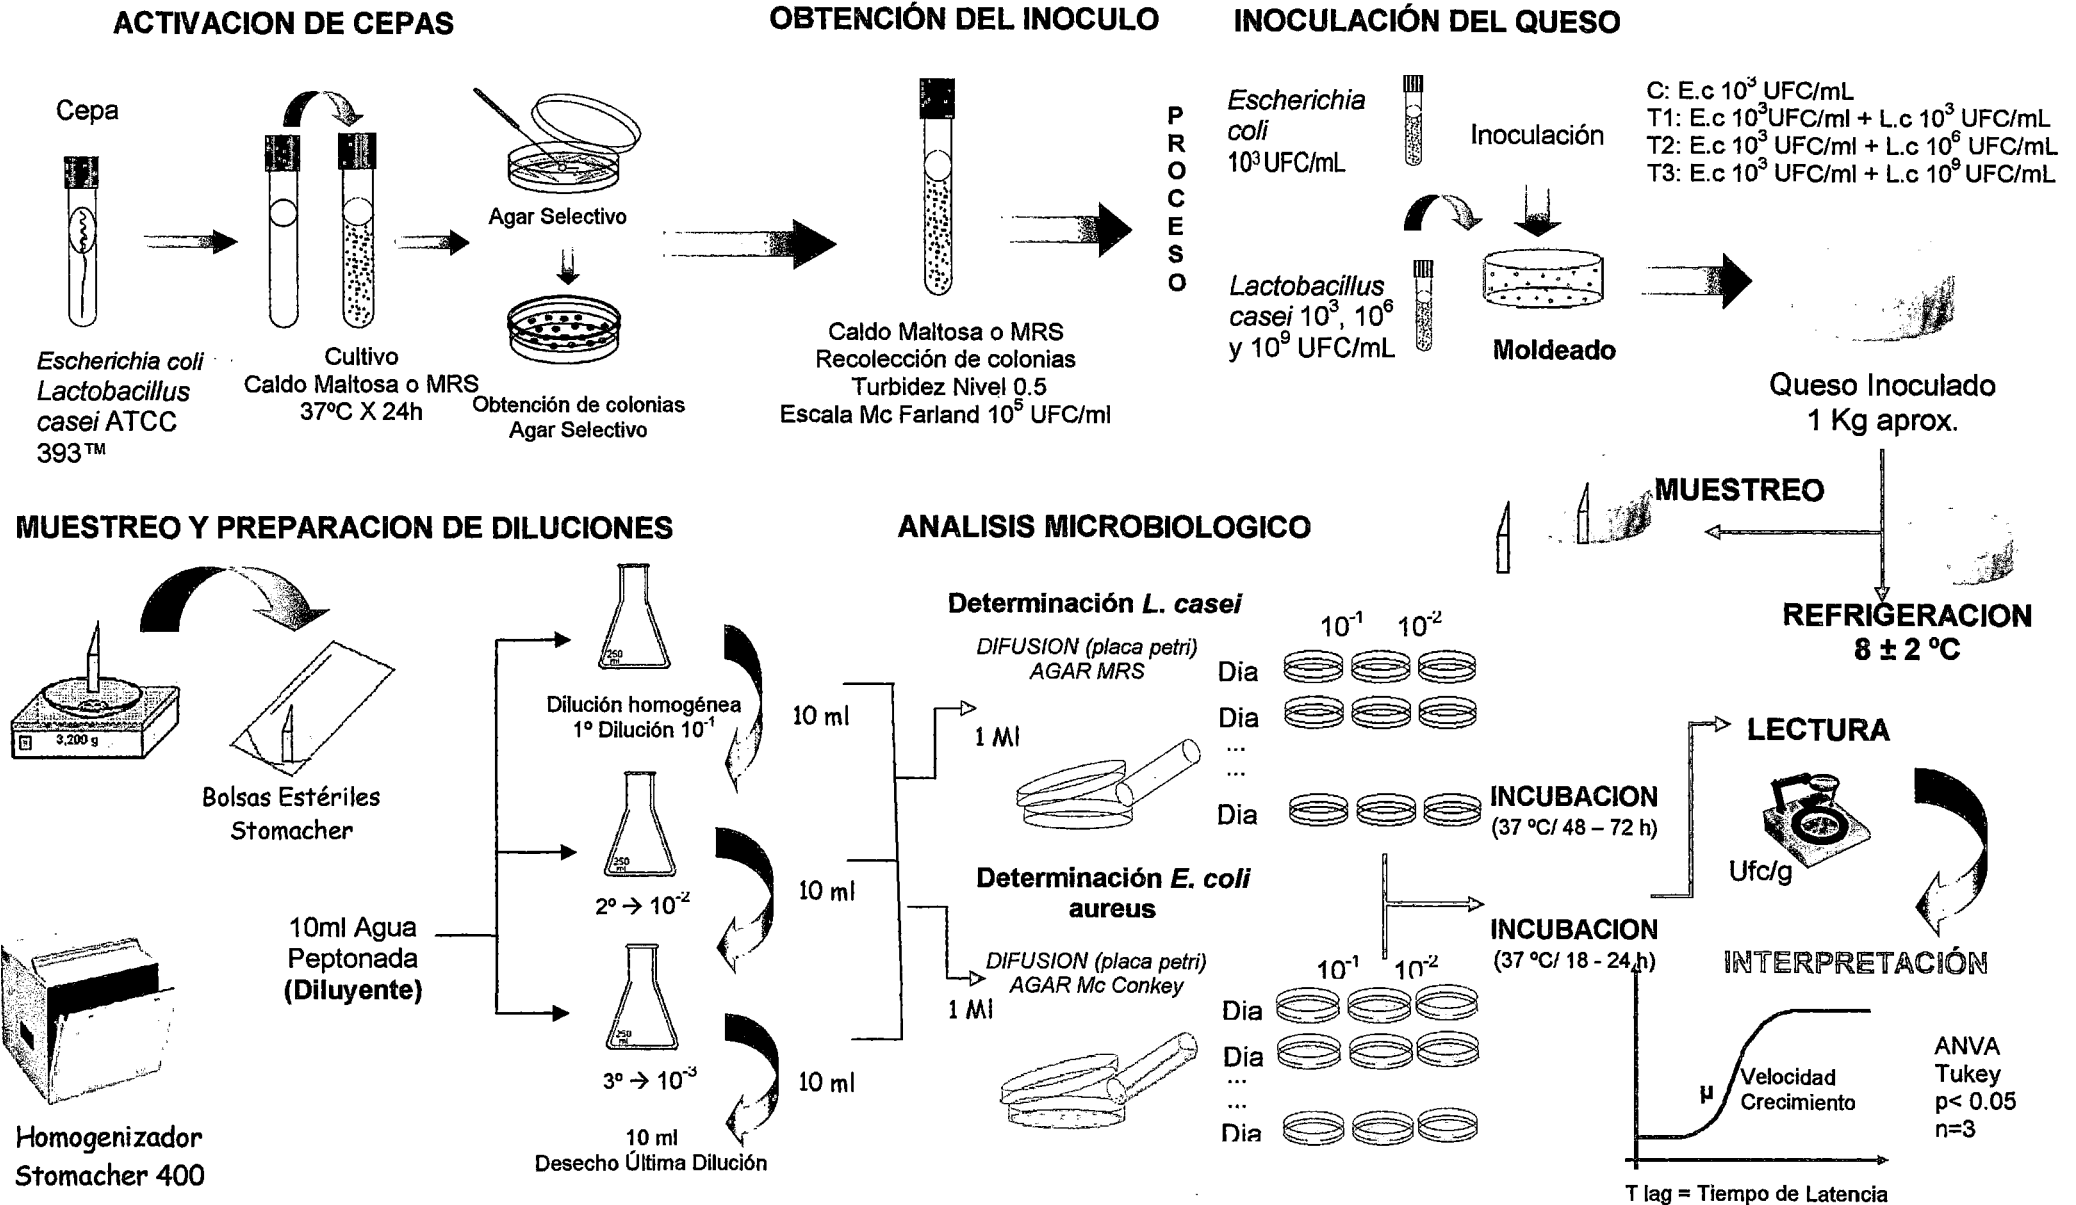 ACTIVACION DE CEPAS
OBTENCIÓN DEL INOCULO
INOCULACIÓN DEL QUESO
Cepa
Escherichia coli
Lactobacillus
casei ATCC
393™
Cultivo
Caldo Maltosa o MRS
37ºC X 24h
Agar Selectivo
Obtención de colonias
Agar Selectivo
Caldo Maltosa o MRS
Recolección de colonias
Turbidez Nivel 0.5
Escala Mc Farland 10⁵ UFC/ml
PROCESO
Escherichia
coli
10³ UFC/mL
Inoculación
Lactobacillus
casei 10³, 10⁶
y 10⁹ UFC/mL
Moldeado
C: E.c 10³ UFC/mL
T1: E.c 10³UFC/ml + L.c 10³ UFC/mL
T2: E.c 10³ UFC/ml + L.c 10⁶ UFC/mL
T3: E.c 10³ UFC/ml + L.c 10⁹ UFC/mL
Queso Inoculado
1 Kg aprox.
MUESTREO
REFRIGERACION
8 ± 2 ºC
MUESTREO Y PREPARACION DE DILUCIONES
3,200 g
Bolsas Estériles
Stomacher
Homogenizador
Stomacher 400
10ml Agua
Peptonada
(Diluyente)
250
ml
Dilución homogénea
1º Dilución 10⁻¹
250
ml
2º → 10⁻²
250
ml
3º → 10⁻³
10 ml
Desecho Última Dilución
10 ml
10 ml
10 ml
ANALISIS MICROBIOLOGICO
Determinación L. casei
DIFUSION (placa petri)
AGAR MRS
1 Ml
10⁻¹ 10⁻²
Dia
Dia
...
...
Dia
INCUBACION
(37 ºC/ 48 – 72 h)
Determinación E. coli
aureus
DIFUSION (placa petri)
AGAR Mc Conkey
1 Ml
10⁻¹ 10⁻²
Dia
Dia
...
...
Dia
INCUBACION
(37 ºC/ 18 - 24 h)
LECTURA
Ufc/g
INTERPRETACIÓN
µ
Velocidad
Crecimiento
ANVA
Tukey
p< 0.05
n=3
T lag = Tiempo de Latencia